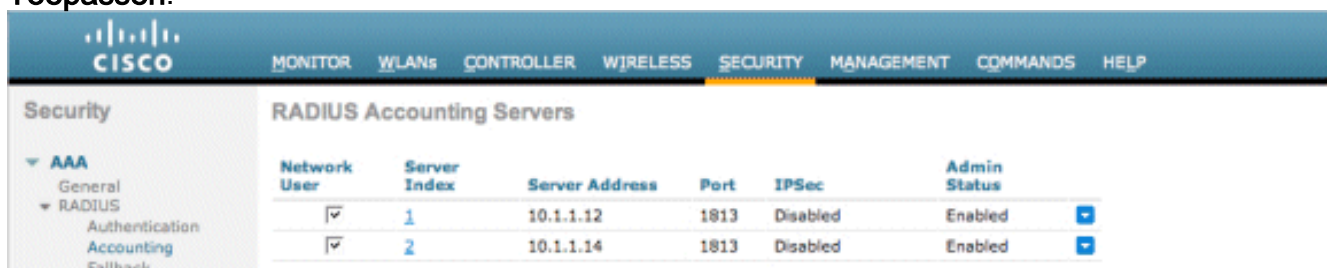 Toepassen.
CISCO
MONITOR WLANs CONTROLLER WIRELESS SECURITY MANAGEMENT COMMANDS HELP
Security
AAA
General
RADIUS
Authentication
Accounting
Fallback
RADIUS Accounting Servers
Network User Server Index Server Address Port IPSec Admin Status
1 10.1.1.12 1813 Disabled Enabled
2 10.1.1.14 1813 Disabled Enabled